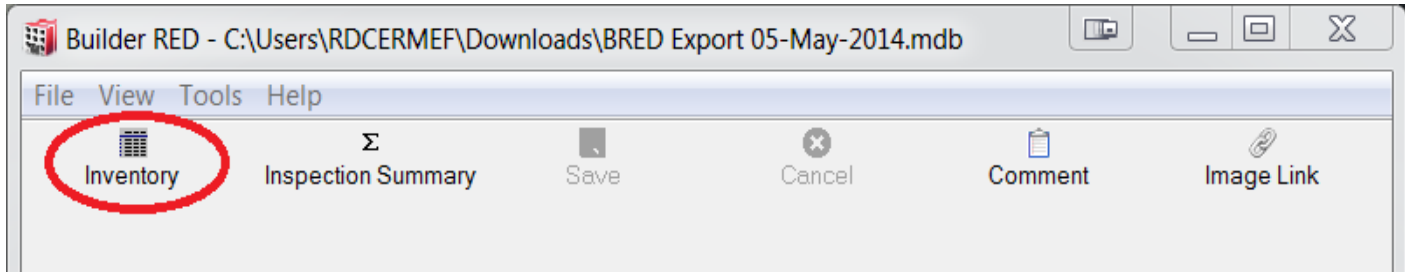 Builder RED - C:\Users\RDCERMEF\Downloads\BRED Export 05-May-2014.mdb
File View Tools Help
Σ
Inventory Inspection Summary Save Cancel Comment Image Link